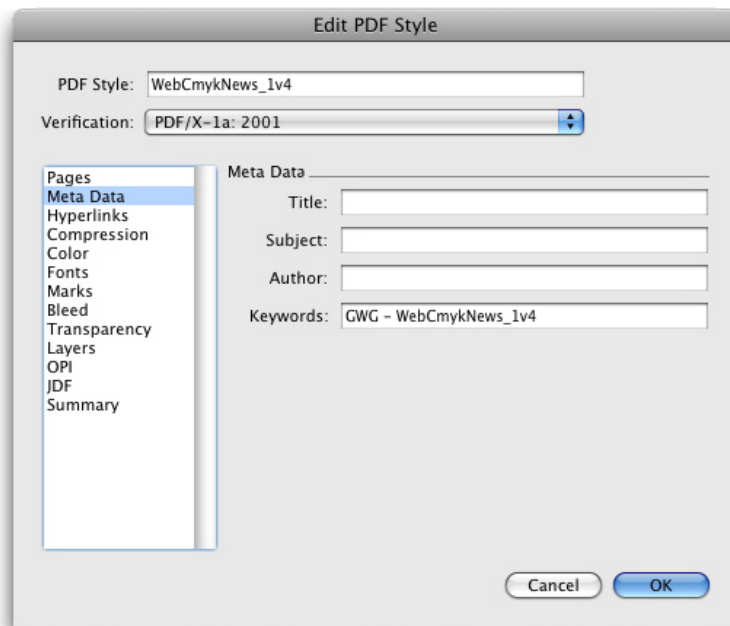 Edit PDF Style
PDF Style: WebCmykNews_1v4
Verification: PDF/X-1a: 2001
Pages
Meta Data
Hyperlinks
Compression
Color
Fonts
Marks
Bleed
Transparency
Layers
OPI
JDF
Summary
Meta Data
Title:
Subject:
Author:
Keywords: GWG - WebCmykNews_1v4
Cancel
OK